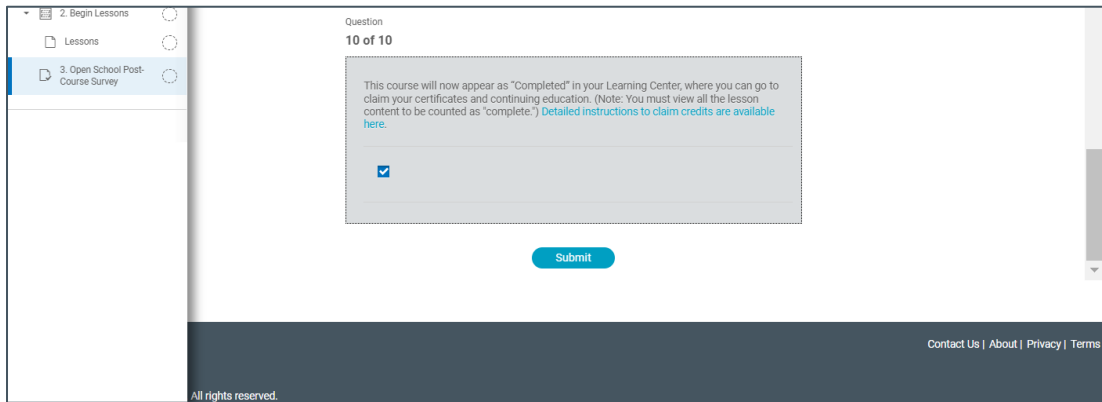 2. Begin Lessons
Lessons
3. Open School Post-
Course Survey
Question
10 of 10
This course will now appear as “Completed” in your Learning Center, where you can go to
claim your certificates and continuing education. (Note: You must view all the lesson
content to be counted as "complete.") Detailed instructions to claim credits are available
here.
Submit
Contact Us | About | Privacy | Terms
All rights reserved.